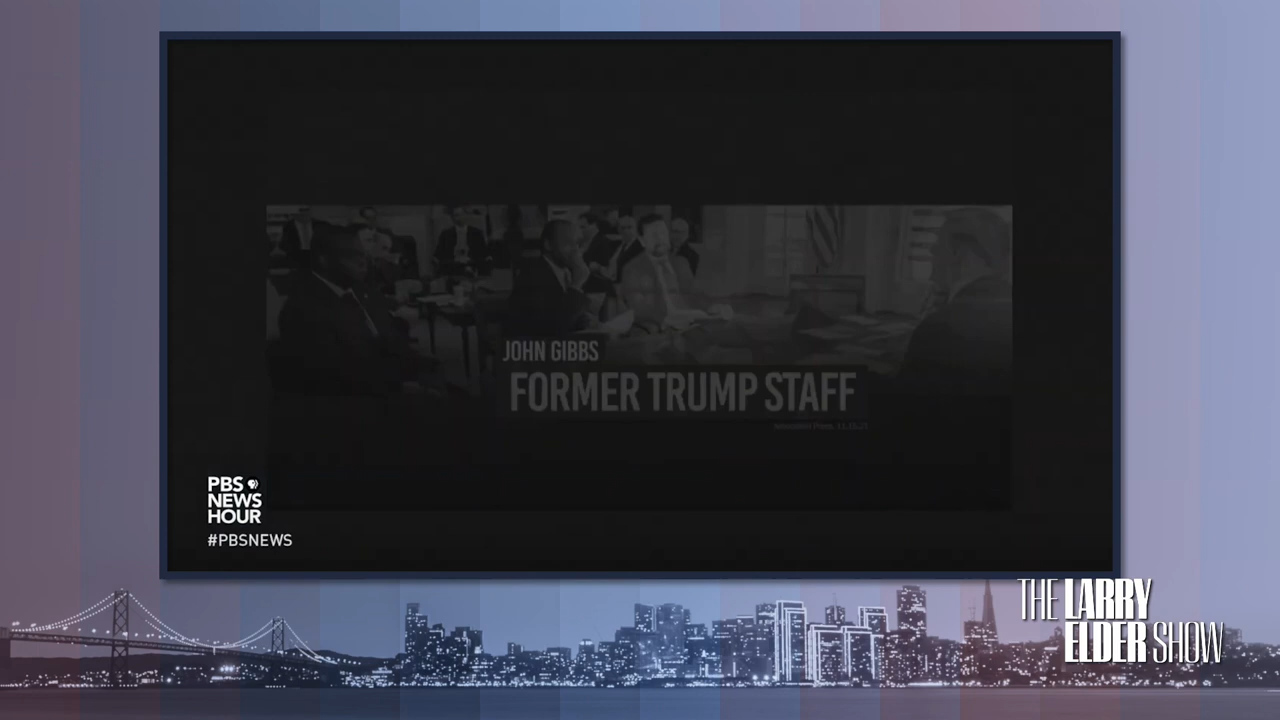 JOHN GIBBS
FORMER TRUMP STAFF
PBS
NEWS
HOUR
#PBSNEWS
THE LARRY
ELDER SHOW